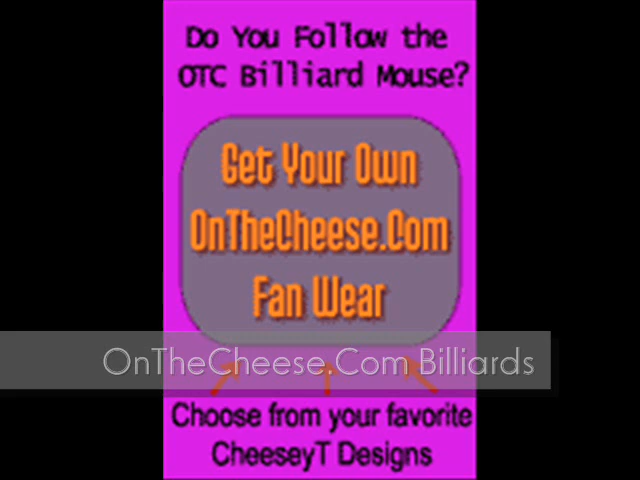 Do You Follow the
OTC Billiard Mouse?
Get Your Own
OnTheCheese.Com
Fan Wear
OnTheCheese.Com Billiards
Choose from your favorite
CheeseyT Designs